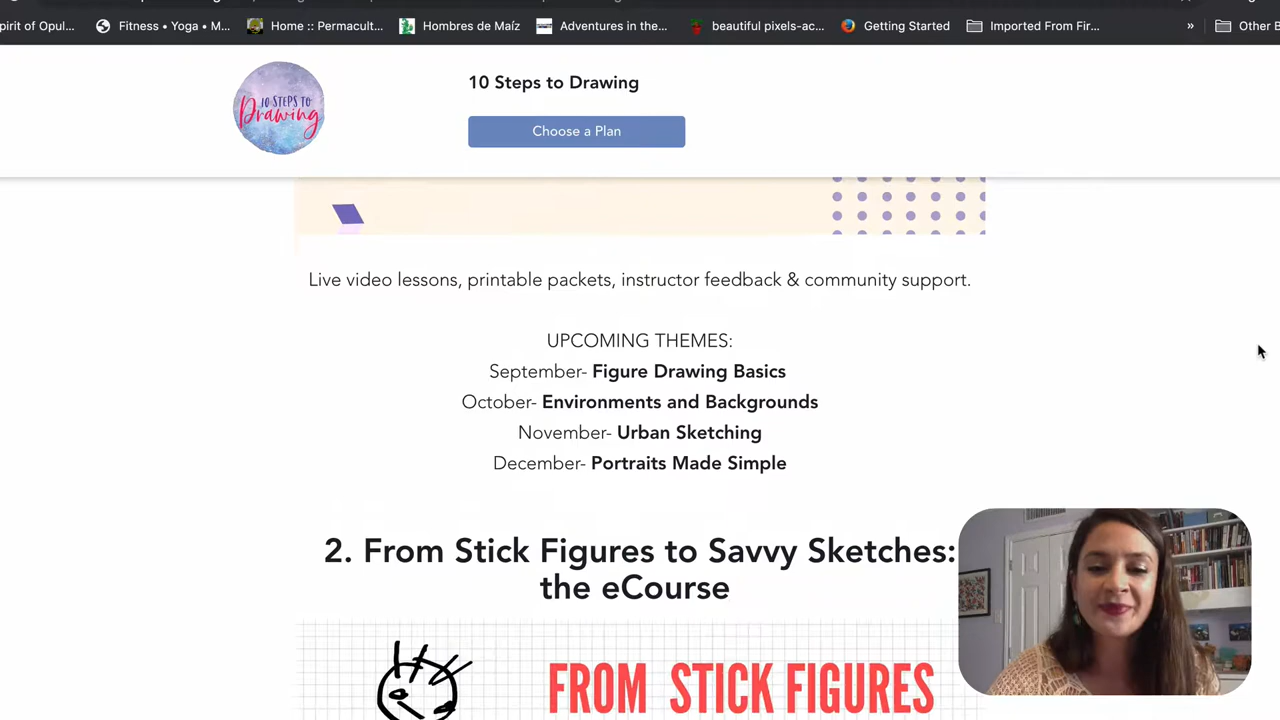 pirit of Opul...
Fitness • Yoga • M...
Home :: Permacult...
Hombres de Maíz
Adventures in the...
beautiful pixels-ac...
Getting Started
Imported From Fir...
»
Other B
10 STEPS TO
Drawing
10 Steps to Drawing
Choose a Plan
Live video lessons, printable packets, instructor feedback & community support.
UPCOMING THEMES:
September- Figure Drawing Basics
October- Environments and Backgrounds
November- Urban Sketching
December- Portraits Made Simple
2. From Stick Figures to Savvy Sketches:
the eCourse
FROM STICK FIGURES